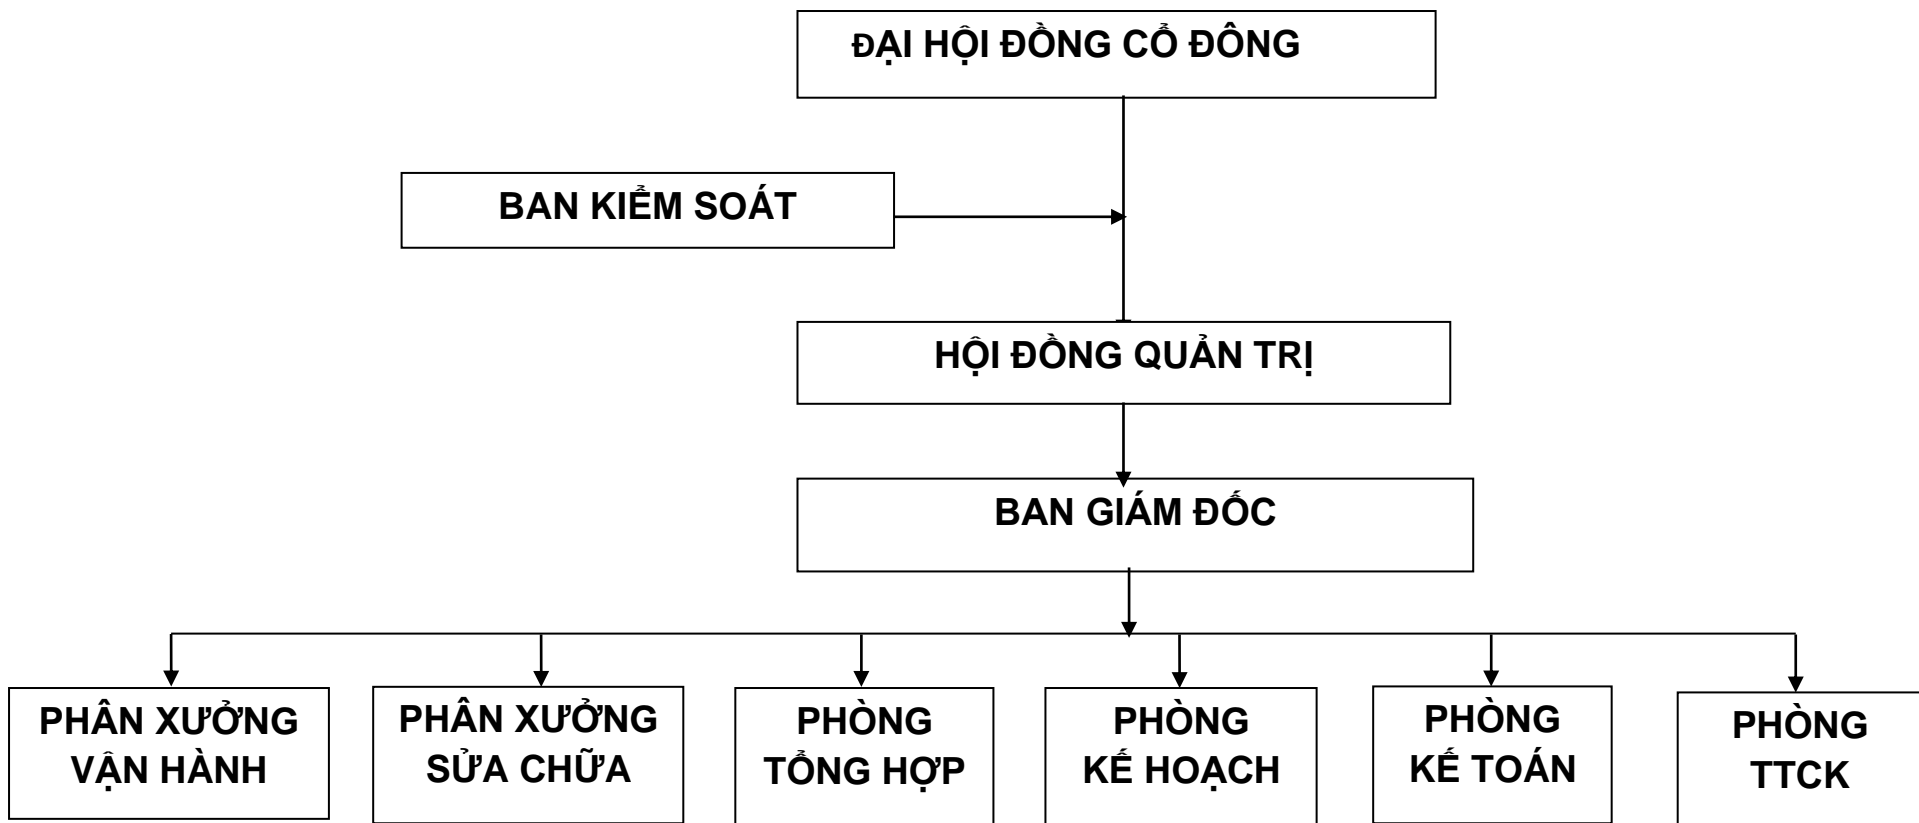 ĐẠI HỘI ĐỒNG CỔ ĐÔNG
BAN KIỂM SOÁT
HỘI ĐỒNG QUẢN TRỊ
BAN GIÁM ĐỐC
PHÂN XƯỞNG
VẬN HÀNH
PHÂN XƯỞNG
SỬA CHỮA
PHÒNG
TỔNG HỢP
PHÒNG
KẾ HOẠCH
PHÒNG
KẾ TOÁN
PHÒNG
TTCK